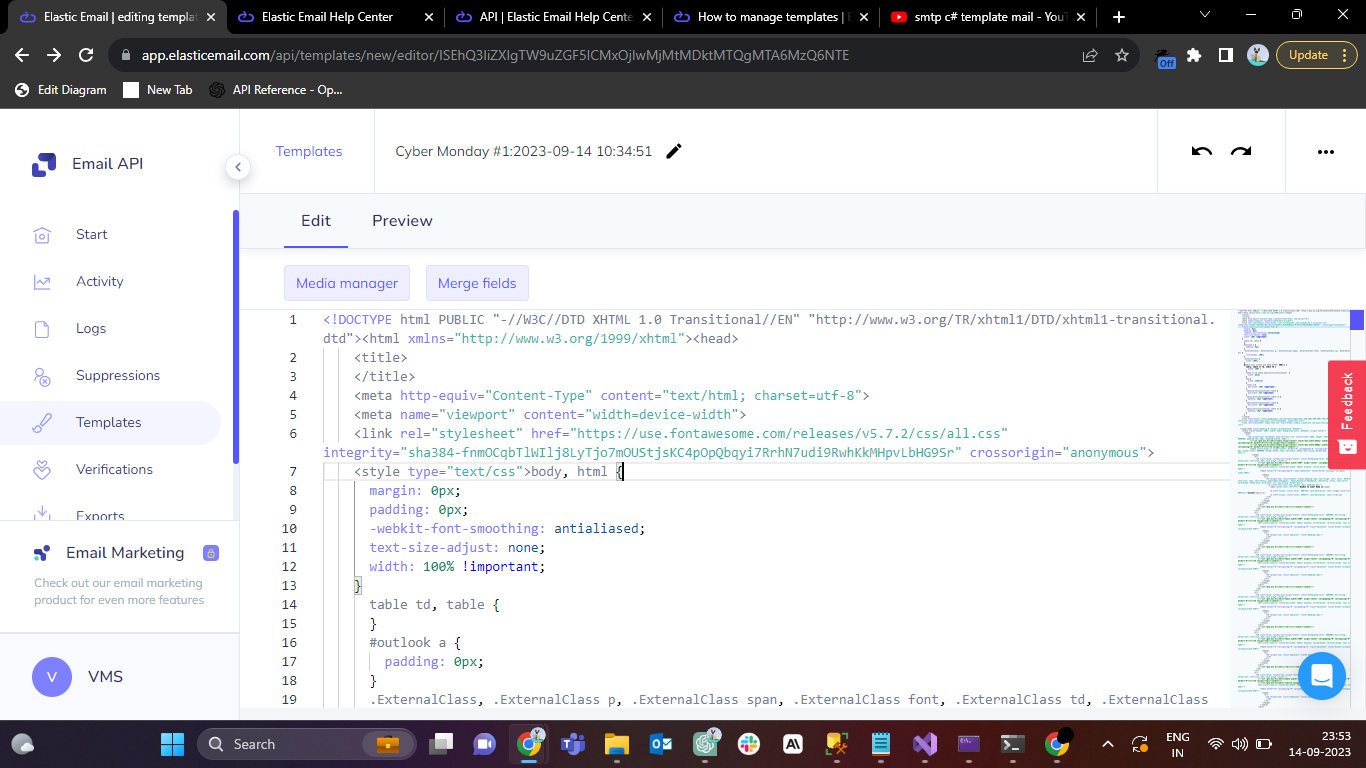 Elastic Email | editing templat
Elastic Email Help Center
API | Elastic Email Help Cente
How to manage templates | E
smtp c# template mail - YouT
app.elasticemail.com/api/templates/new/editor/ISEhQ3liZXIgTW9uZGF5ICMxOjIwMjMtMDktMTQgMTA6MzQ6NTE
Off
Update
Edit Diagram
New Tab
API Reference - Op...
Email API
Templates
Cyber Monday #1:2023-09-14 10:34:51
Edit
Preview
Start
Activity
Logs
Suppressions
Templates
Verifications
Exports
Media manager
Merge fields
1 <!DOCTYPE html PUBLIC "-//W3C//DTD XHTML 1.0 Transitional//EN" "http://www.w3.org/TR/xhtml1/DTD/xhtml1-transitional.
dtd"><html xmlns="http://www.w3.org/1999/xhtml"><head>
2 <title>
3 </title>
4 <meta http-equiv="Content-Type" content="text/html; charset=utf-8">
5 <meta name="viewport" content="width=device-width">
6 <link rel="stylesheet" href="https://use.fontawesome.com/releases/v5.7.2/css/all.css"
integrity="sha384-fnmOCqbTlWIlj8LyTjo7mOUStjsKC4pOpQbqyi7RrhN7udi9RwhKkMHpvLbHG9Sr" crossorigin="anonymous">
7 <style type="text/css">body, html {
8 margin: 0px;
9 padding: 0px;
10 -webkit-font-smoothing: antialiased;
11 text-size-adjust: none;
12 width: 100% !important;
13 }
14 table td, table {
15 }
16 #outlook a {
17 padding: 0px;
18 }
19 .ExternalClass, .ExternalClass p, .ExternalClass span, .ExternalClass font, .ExternalClass td, .ExternalClass
Feedback
Email Marketing
Check out our email marketing
product for even more features
V
VMS
Search
ENG
IN
23:53
14-09-2023